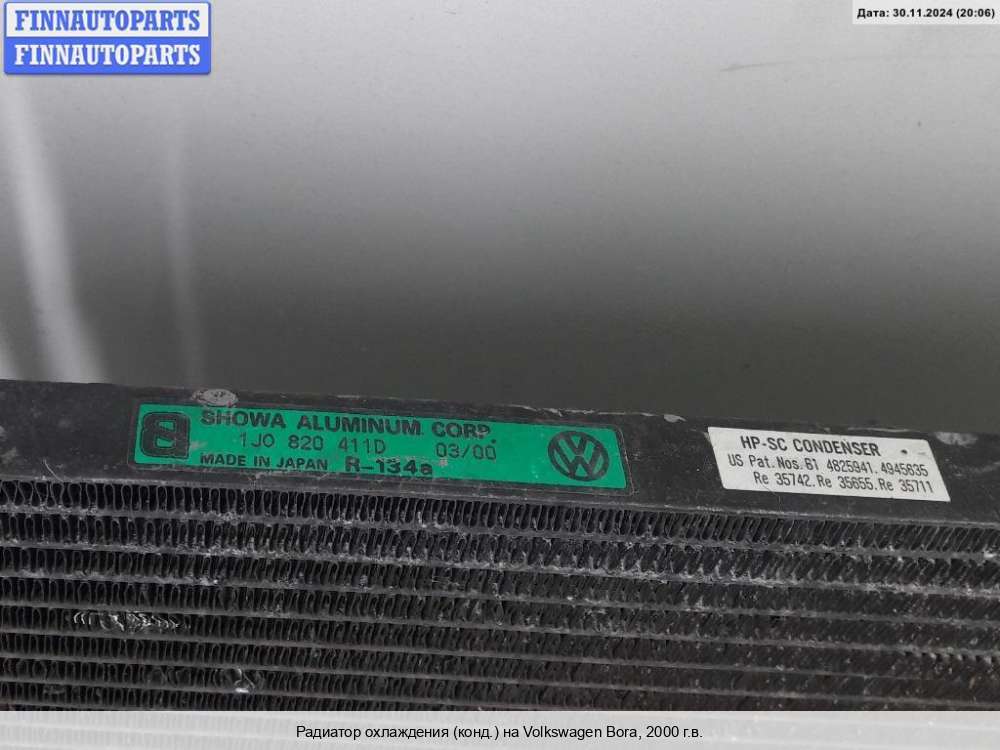 FINNAUTOPARTS
FINNAUTOPARTS
Дата: 30.11.2024 (20:06)
SHOWA ALUMINUM CORP.
1J0 820 411D 03/00
MADE IN JAPAN R-134a
HP-SC CONDENSER
US Pat. Nos. 61 4825941. 4945635
Re 35742. Re 35655. Re 35711
Радиатор охлаждения (конд.) на Volkswagen Bora, 2000 г.в.